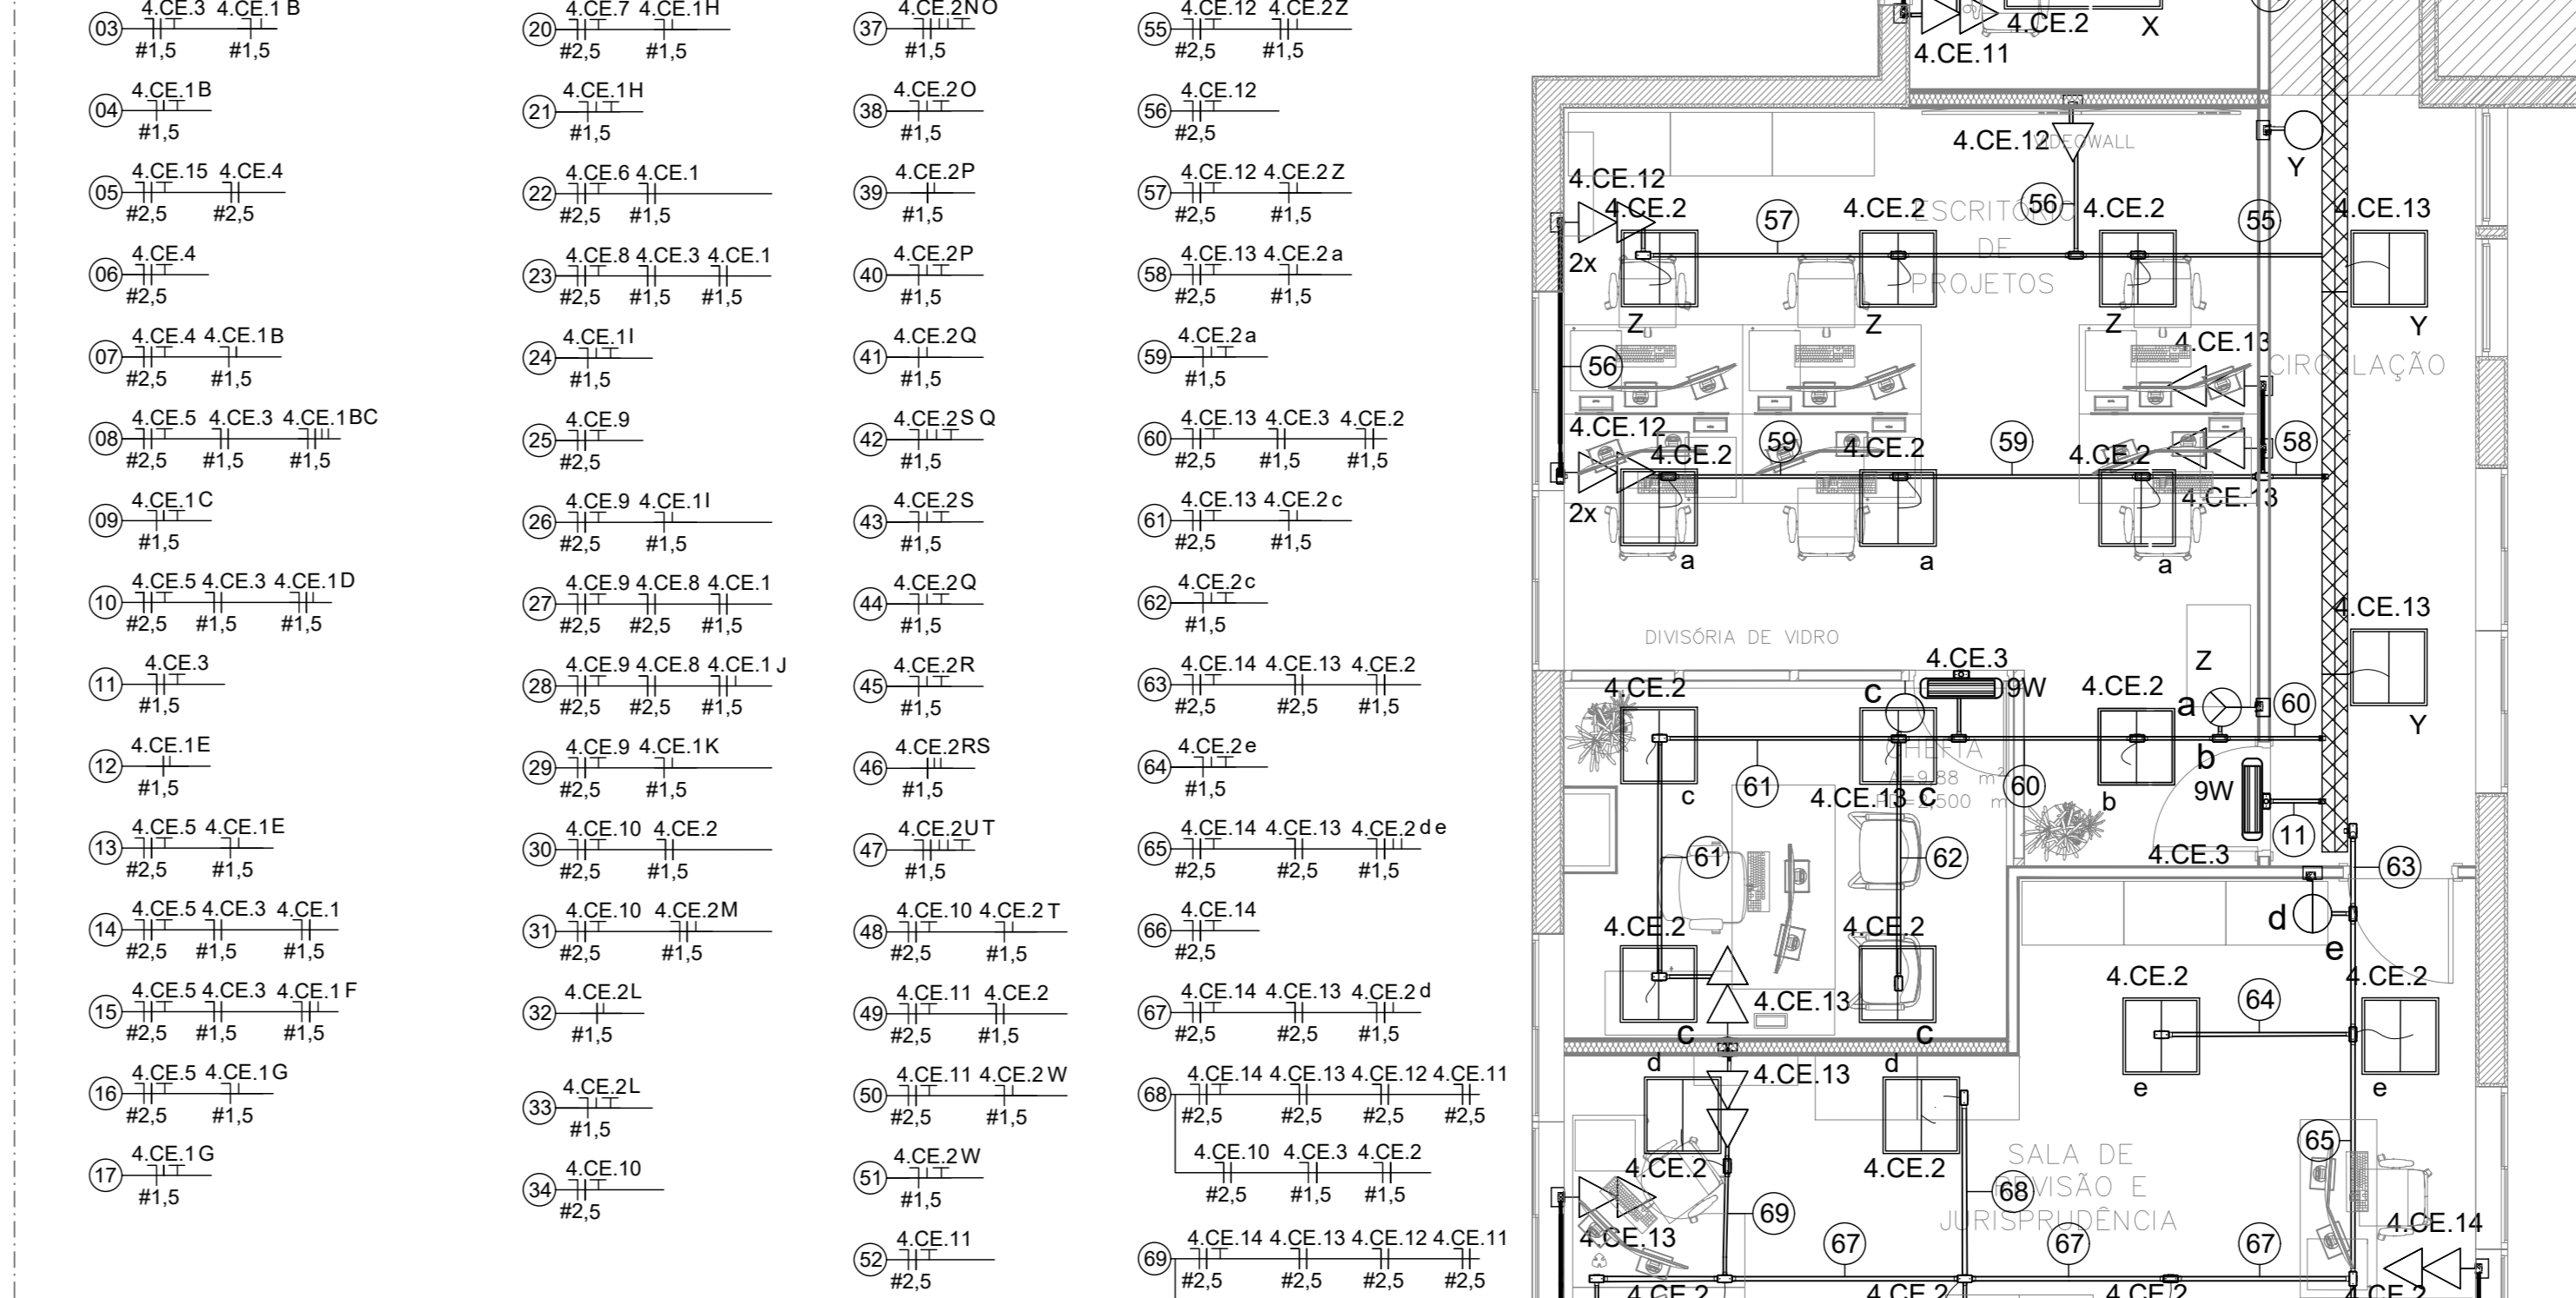 03 4.CE.3 4.CE.1 B
#1,5 #1,5
04 4.CE.1B
#1,5
05 4.CE.15 4.CE.4
#2,5 #2,5
06 4.CE.4
#2,5
07 4.CE.4 4.CE.1B
#2,5 #1,5
08 4.CE.5 4.CE.3 4.CE.1BC
#2,5 #1,5 #1,5
09 4.CE.1C
#1,5
10 4.CE.5 4.CE.3 4.CE.1D
#2,5 #1,5 #1,5
11 4.CE.3
#1,5
12 4.CE.1E
#1,5
13 4.CE.5 4.CE.1E
#2,5 #1,5
14 4.CE.5 4.CE.3 4.CE.1
#2,5 #1,5 #1,5
15 4.CE.5 4.CE.3 4.CE.1F
#2,5 #1,5 #1,5
16 4.CE.5 4.CE.1G
#2,5 #1,5
17 4.CE.1G
#1,5
20 4.CE.7 4.CE.1H
#2,5 #1,5
21 4.CE.1H
#1,5
22 4.CE.6 4.CE.1
#2,5 #1,5
23 4.CE.8 4.CE.3 4.CE.1
#2,5 #1,5 #1,5
24 4.CE.1I
#1,5
25 4.CE.9
#2,5
26 4.CE.9 4.CE.1I
#2,5 #1,5
27 4.CE.9 4.CE.8 4.CE.1
#2,5 #2,5 #1,5
28 4.CE.9 4.CE.8 4.CE.1 J
#2,5 #2,5 #1,5
29 4.CE.9 4.CE.1K
#2,5 #1,5
30 4.CE.10 4.CE.2
#2,5 #1,5
31 4.CE.10 4.CE.2M
#2,5 #1,5
32 4.CE.2L
#1,5
33 4.CE.2L
#1,5
34 4.CE.10
#2,5
37 4.CE.2NO
#1,5
38 4.CE.2O
#1,5
39 4.CE.2P
#1,5
40 4.CE.2P
#1,5
41 4.CE.2Q
#1,5
42 4.CE.2S Q
#1,5
43 4.CE.2S
#1,5
44 4.CE.2Q
#1,5
45 4.CE.2R
#1,5
46 4.CE.2RS
#1,5
47 4.CE.2UT
#1,5
48 4.CE.10 4.CE.2T
#2,5 #1,5
49 4.CE.11 4.CE.2
#2,5 #1,5
50 4.CE.11 4.CE.2W
#2,5 #1,5
51 4.CE.2W
#1,5
52 4.CE.11
#2,5
55 4.CE.12 4.CE.2Z
#2,5 #1,5
56 4.CE.12
#2,5
57 4.CE.12 4.CE.2Z
#2,5 #1,5
58 4.CE.13 4.CE.2a
#2,5 #1,5
59 4.CE.2a
#1,5
60 4.CE.13 4.CE.3 4.CE.2
#2,5 #1,5 #1,5
61 4.CE.13 4.CE.2c
#2,5 #1,5
62 4.CE.2c
#1,5
63 4.CE.14 4.CE.13 4.CE.2
#2,5 #2,5 #1,5
64 4.CE.2e
#1,5
65 4.CE.14 4.CE.13 4.CE.2de
#2,5 #2,5 #1,5
66 4.CE.14
#2,5
67 4.CE.14 4.CE.13 4.CE.2d
#2,5 #2,5 #1,5
68 4.CE.14 4.CE.13 4.CE.12 4.CE.11
#2,5 #2,5 #2,5 #2,5
4.CE.10 4.CE.3 4.CE.2
#2,5 #1,5 #1,5
69 4.CE.14 4.CE.13 4.CE.12 4.CE.11
#2,5 #2,5 #2,5 #2,5
4.CE.2 X
4.CE.11
4.CE.12 VIDEOWALL
Y
4.CE.12
4.CE.2 4.CE.2 56 4.CE.2 4.CE.13
57 55
ESCRITÓRIO
DE
PROJETOS
2x
Z Z Z Y
4.CE.13
56
CIRCULAÇÃO
4.CE.12
4.CE.2 59 4.CE.2 59 4.CE.2 58
2x 4.CE.13
a a a
4.CE.13
DIVISÓRIA DE VIDRO
4.CE.3 Z
4.CE.2 c 9W 4.CE.2 a 60
Y
CHEFIA b
A=9,88 m²
61 60 9W
c 4.CE.13 c PD=2,500 m b
11
61 62 4.CE.3 63
4.CE.2 4.CE.2 d
e
4.CE.2 4.CE.2
4.CE.13 64
c c
d d
4.CE.13 e e
65
SALA DE
4.CE.2 4.CE.2
REVISÃO E
68
JURISPRUDÊNCIA
69 4.CE.14
4.CE.13 67 67 67
4.CE.2 4.CE.2 4.CE.2 4.CE.2